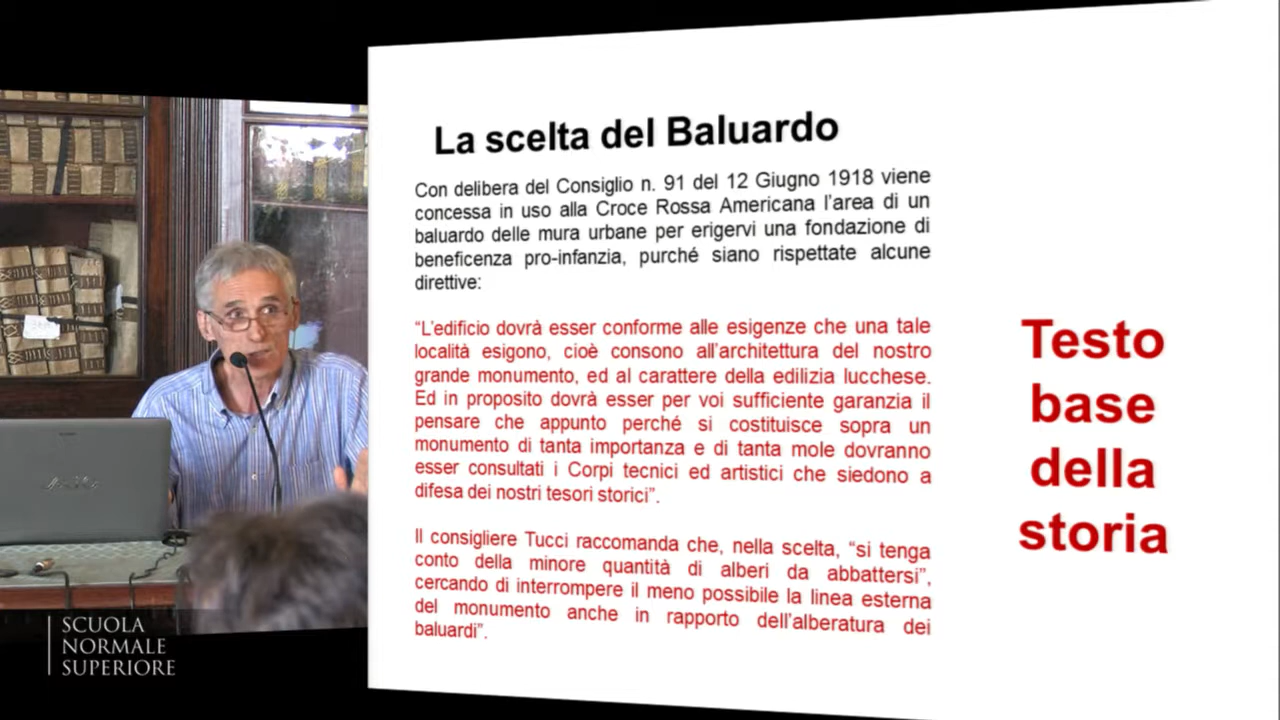 La scelta del Baluardo
Con delibera del Consiglio n. 91 del 12 Giugno 1918 viene
concessa in uso alla Croce Rossa Americana l'area di un
baluardo delle mura urbane per erigervi una fondazione di
beneficenza pro-infanzia, purché siano rispettate alcune
direttive:
“L'edificio dovrà esser conforme alle esigenze che una tale
località esigono, cioè consono all'architettura del nostro
grande monumento, ed al carattere della edilizia lucchese.
Ed in proposito dovrà esser per voi sufficiente garanzia il
pensare che appunto perché si costituisce sopra un
monumento di tanta importanza e di tanta mole dovranno
esser consultati i Corpi tecnici ed artistici che siedono a
difesa dei nostri tesori storici”.
Il consigliere Tucci raccomanda che, nella scelta, “si tenga
conto della minore quantità di alberi da abbattersi”,
cercando di interrompere il meno possibile la linea esterna
del monumento anche in rapporto dell'alberatura dei
baluardi”.
Testo
base
della
storia
SCUOLA
NORMALE
SUPERIORE